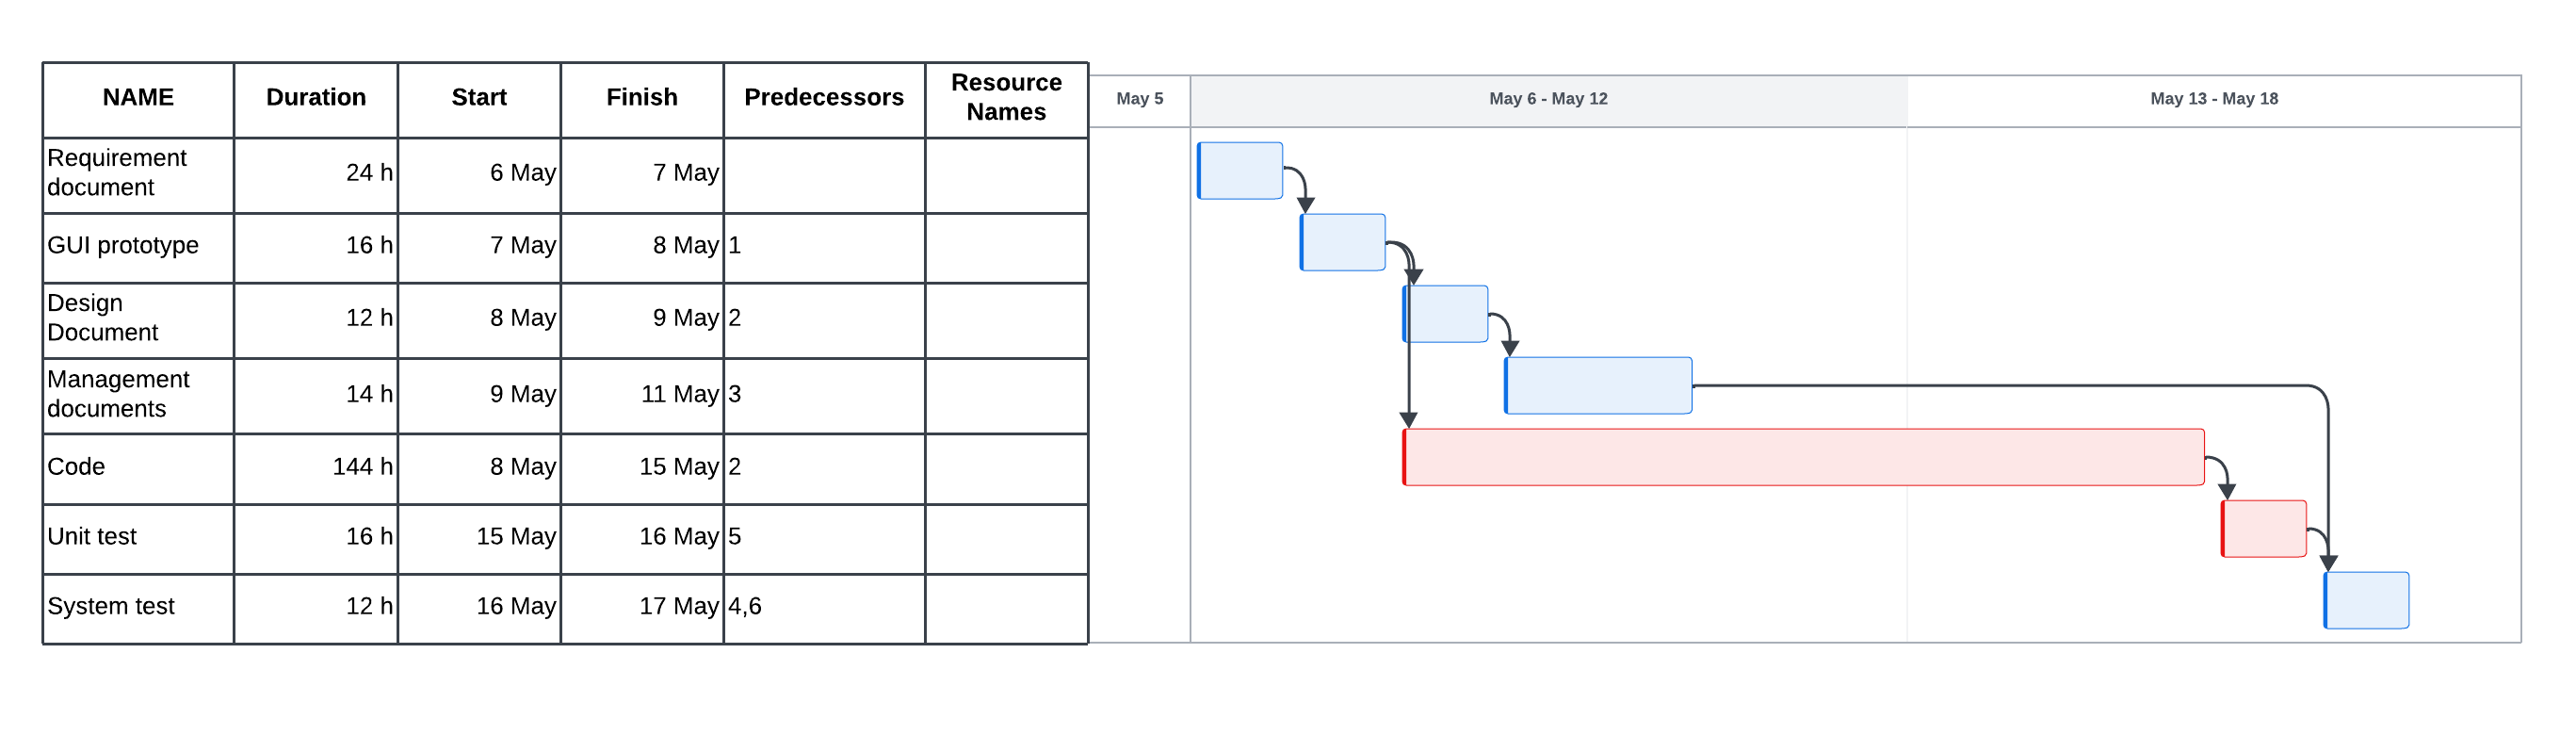 NAME Duration Start Finish Predecessors Resource
Names
May 5 May 6 - May 12 May 13 - May 18
Requirement
document 24 h 6 May 7 May
GUI prototype 16 h 7 May 8 May 1
Design
Document 12 h 8 May 9 May 2
Management
documents 14 h 9 May 11 May 3
Code 144 h 8 May 15 May 2
Unit test 16 h 15 May 16 May 5
System test 12 h 16 May 17 May 4,6